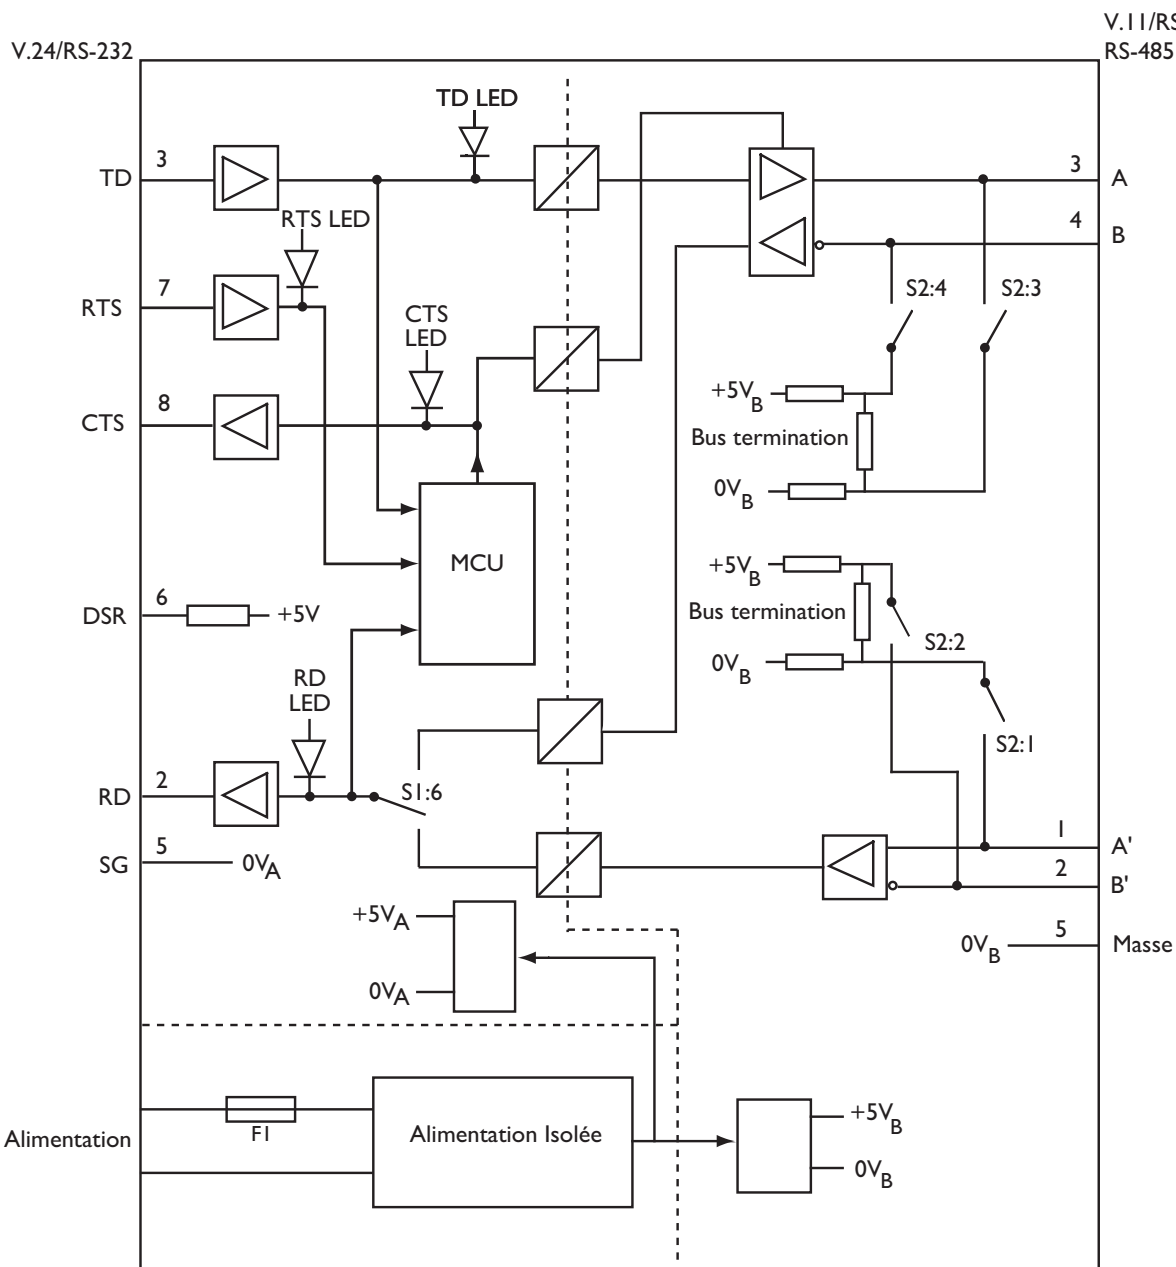 V.24/RS-232
V.11/RS
RS-485
TD LED
3
TD
3
A
RTS LED
4
B
7
RTS
S2:4
S2:3
CTS
LED
8
CTS
+5VB
Bus termination
0VB
MCU
+5VB
6
DSR
+5V
Bus termination
S2:2
0VB
RD
LED
S2:1
2
RD
S1:6
5
SG
0VA
1
A'
2
B'
+5VA
5
0VB
Masse
0VA
F1
Alimentation
Alimentation Isolée
+5VB
0VB